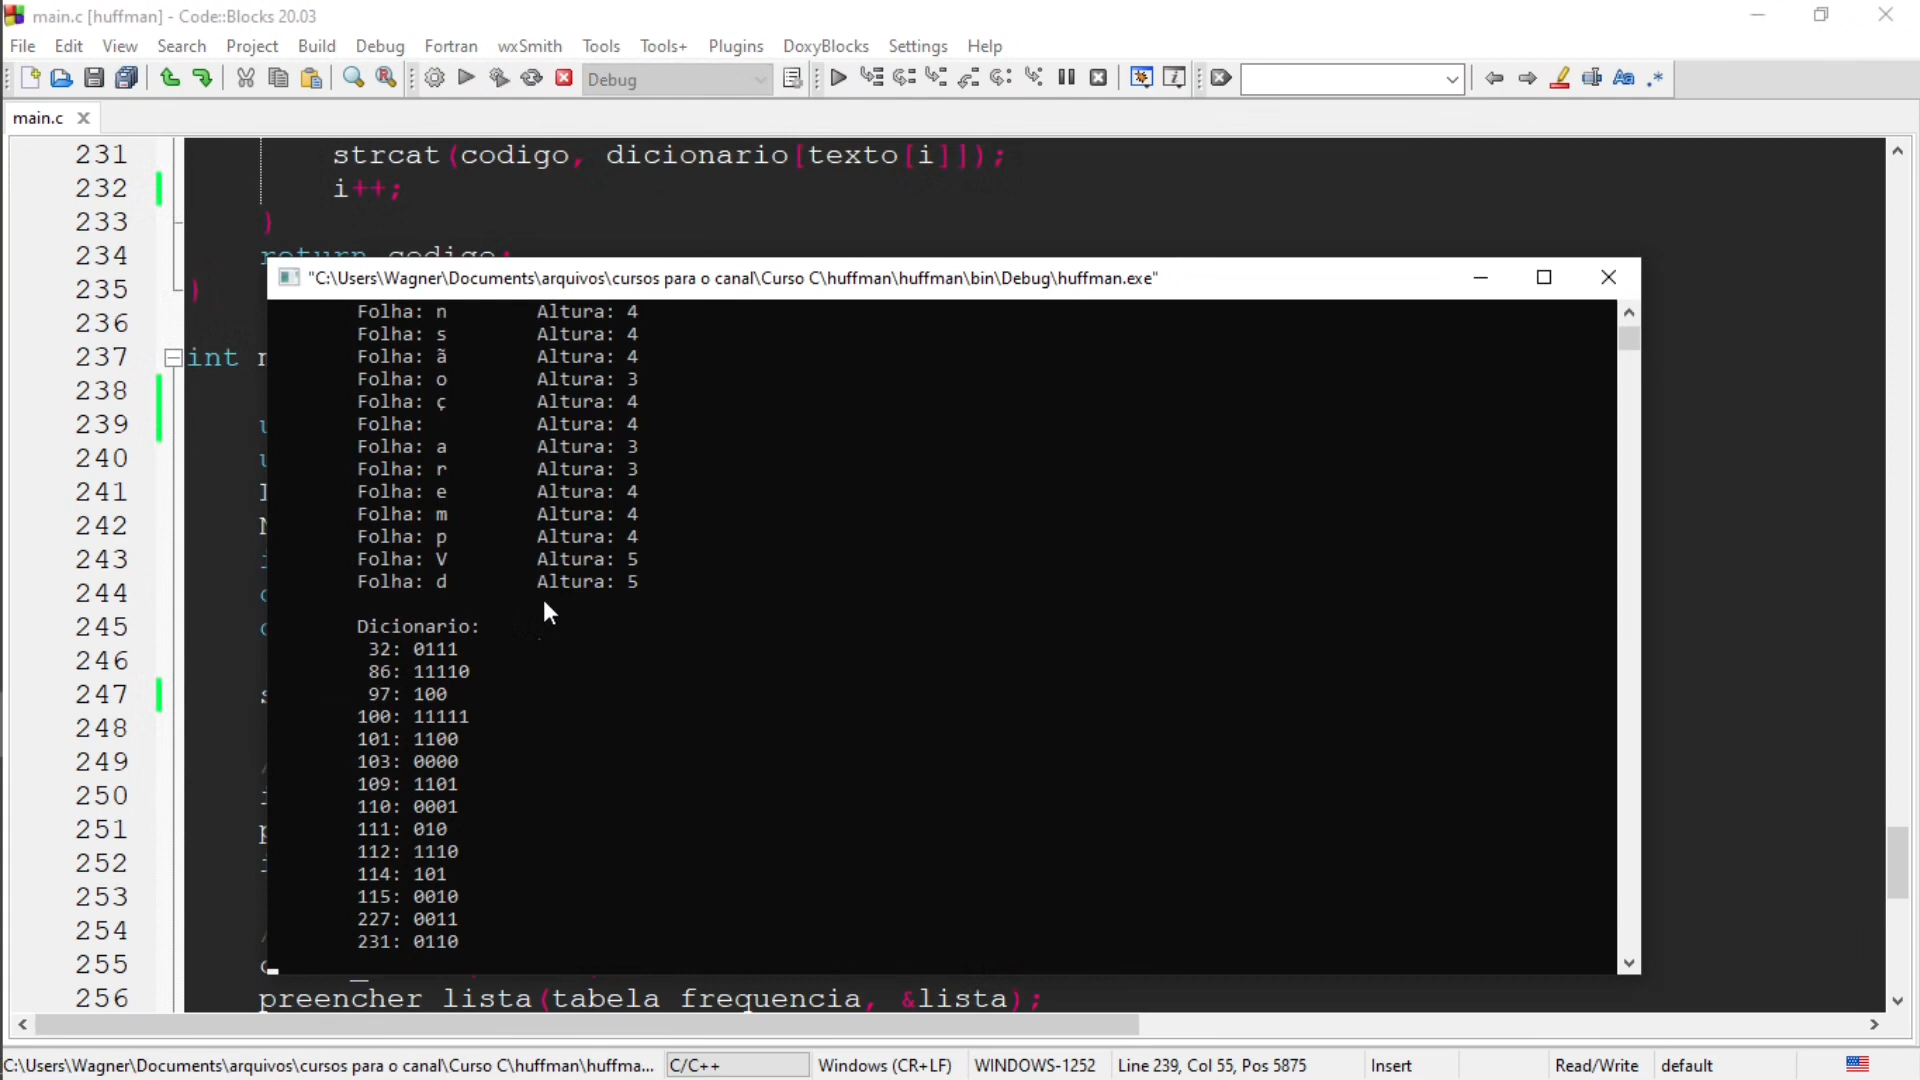 main.c [huffman] - Code::Blocks 20.03
File Edit View Search Project Build Debug Fortran wxSmith Tools Tools+ Plugins DoxyBlocks Settings Help
Debug
main.c
231 strcat(codigo, dicionario[texto[i]]);
232 i++;
233 }
234 return codigo;
235 }
236
237 int
238
239
240
241
242
243
244
245
246
247
248
249
250
251
252
253
254
255
256 preencher_lista(tabela_frequencia, &lista);
"C:\Users\Wagner\Documents\arquivos\cursos para o canal\Curso C\huffman\huffman\bin\Debug\huffman.exe"
Folha: n Altura: 4
Folha: s Altura: 4
Folha: ã Altura: 4
Folha: o Altura: 3
Folha: ç Altura: 4
Folha: Altura: 4
Folha: a Altura: 3
Folha: r Altura: 3
Folha: e Altura: 4
Folha: m Altura: 4
Folha: p Altura: 4
Folha: V Altura: 5
Folha: d Altura: 5
Dicionario:
32: 0111
86: 11110
97: 100
100: 11111
101: 1100
103: 0000
109: 1101
110: 0001
111: 010
112: 1110
114: 101
115: 0010
227: 0011
231: 0110
C:\Users\Wagner\Documents\arquivos\cursos para o canal\Curso C\huffman\huffma... C/C++ Windows (CR+LF) WINDOWS-1252 Line 239, Col 55, Pos 5875 Insert Read/Write default